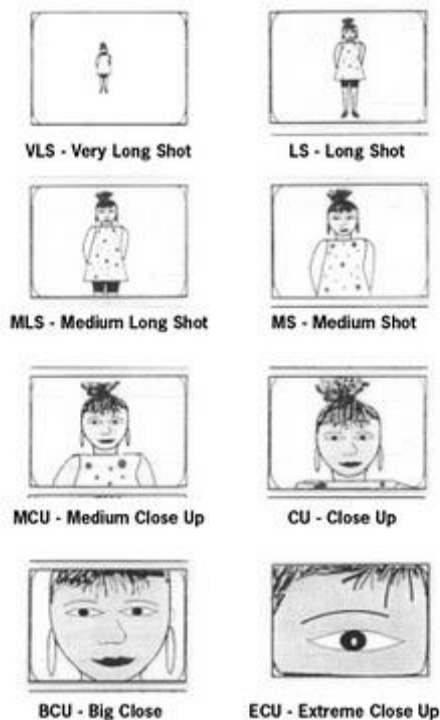 VLS - Very Long Shot
LS - Long Shot
MLS - Medium Long Shot
MS - Medium Shot
MCU - Medium Close Up
CU - Close Up
BCU - Big Close
ECU - Extreme Close Up